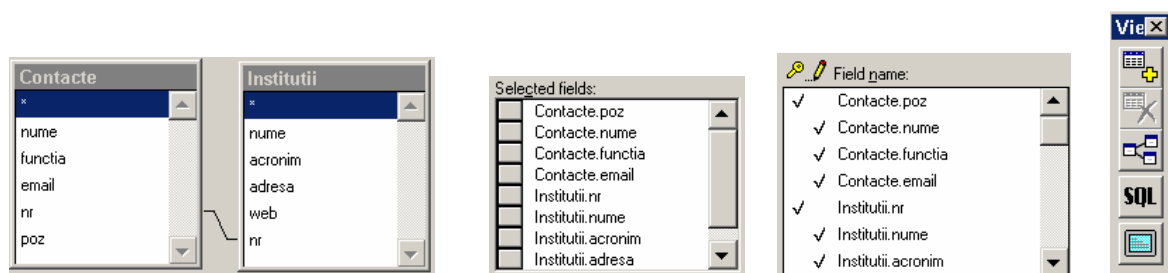 Contacte
*
nume
functia
email
nr
poz
Institutii
*
nume
acronim
adresa
web
nr
Selected fields:
Contacte.poz
Contacte.nume
Contacte.functia
Contacte.email
Institutii.nr
Institutii.nume
Institutii.acronim
Institutii.adresa
Field name:
Contacte.poz
Contacte.nume
Contacte.functia
Contacte.email
Institutii.nr
Institutii.nume
Institutii.acronim
Vie
SQL